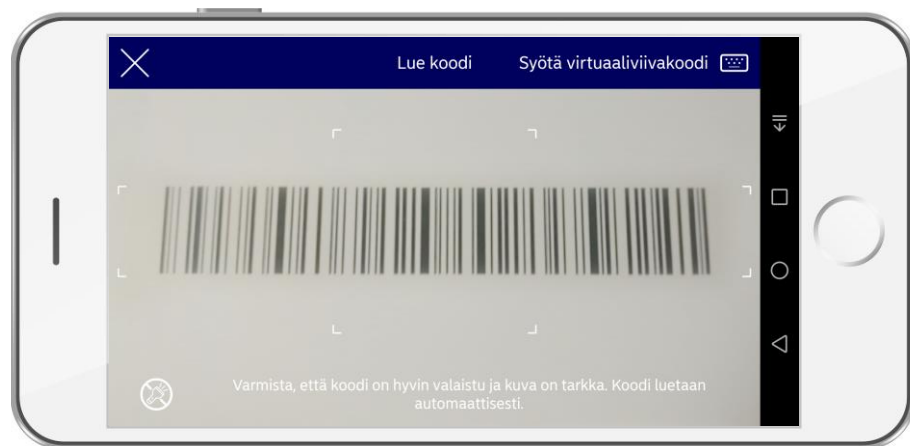 Lue koodi
Syötä virtuaaliviivakoodi
Varmista, että koodi on hyvin valaistu ja kuva on tarkka. Koodi luetaan
automaattisesti.